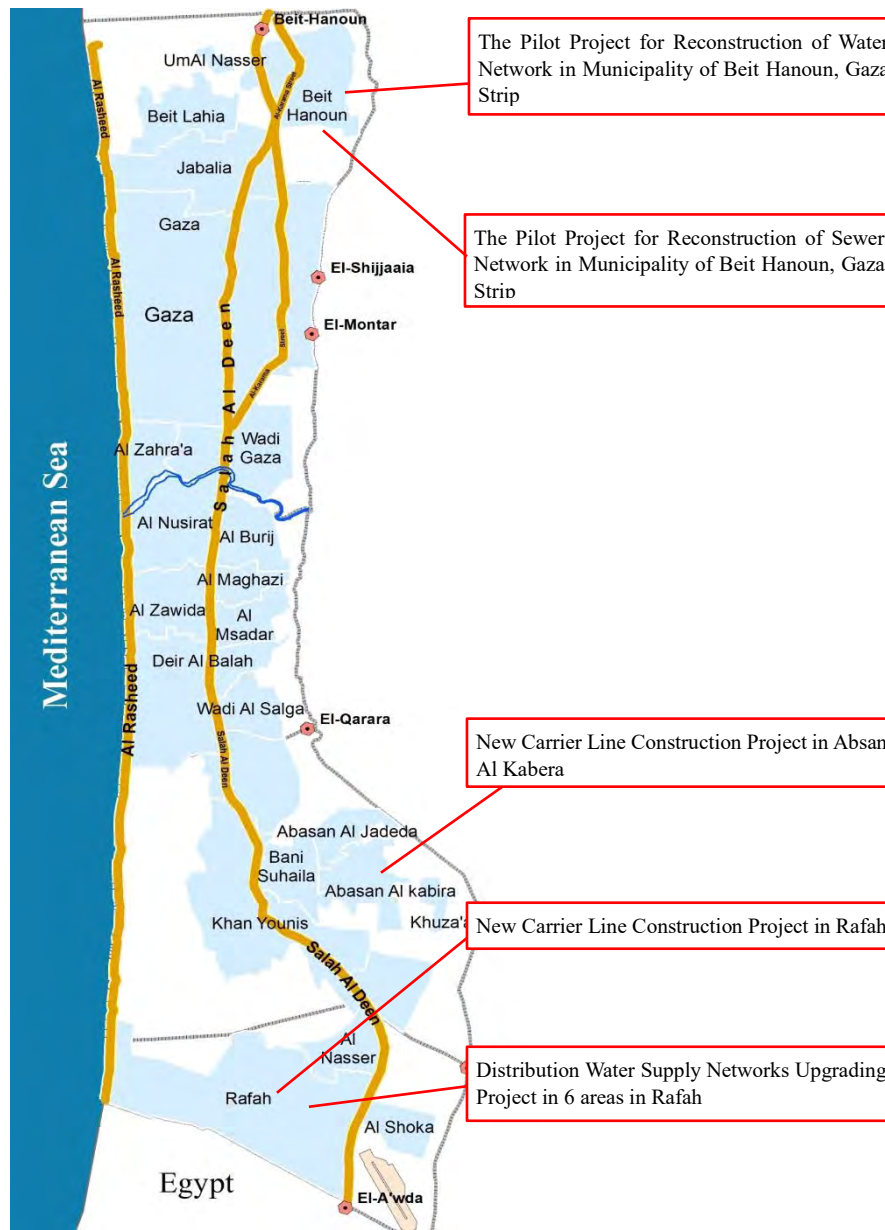 Beit-Hanoun
The Pilot Project for Reconstruction of Water
Network in Municipality of Beit Hanoun, Gaza
Strip
UmAl Nasser
Al Rasheed
Al-Karama Street
Beit
Hanoun
Beit Lahia
Jabalia
Gaza
The Pilot Project for Reconstruction of Sewer
Network in Municipality of Beit Hanoun, Gaza
Strip
Al Rasheed
El-Shijjaaia
Gaza
El-Montar
Salah Al Deen
Al-Karama
Street
Mediterranean Sea
Al Zahra'a
Wadi
Gaza
Al Nusirat
Al Burij
Al Maghazi
Al Zawida
Al
Msadar
Deir Al Balah
Al Rasheed
Wadi Al Salga
El-Qarara
Salah Al Deen
New Carrier Line Construction Project in Absan
Al Kabera
Abasan Al Jadeda
Bani
Suhaila
Abasan Al kabira
Khan Younis
Khuza'a
New Carrier Line Construction Project in Rafah
Salah Al Deen
Al
Nasser
Rafah
Distribution Water Supply Networks Upgrading
Project in 6 areas in Rafah
Al Shoka
Egypt
El-A'wda